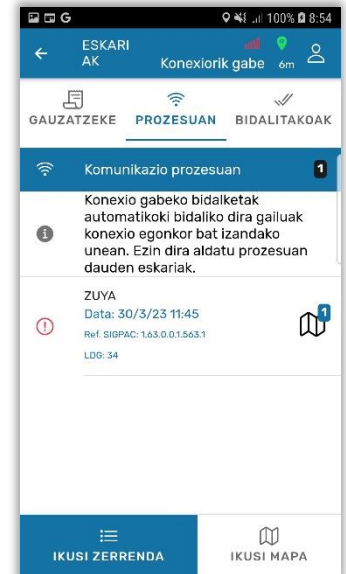 G 100% 8:54
ESKARI
AK
Konexiorik gabe 6m
GAUZATZEKE PROZESUAN BIDALITAKOAK
Komunikazio prozesuan 1
Konexio gabeko bidalketak
automatikoki bidaliko dira gailuak
konexio egonkor bat izandako
unean. Ezin dira aldatu prozesuan
dauden eskariak.
ZUYA
Data: 30/3/23 11:45
1
Ref. SIGPAC: 1.63.0.0.1.563.1
LDG: 34
IKUSI ZERRENDA IKUSI MAPA